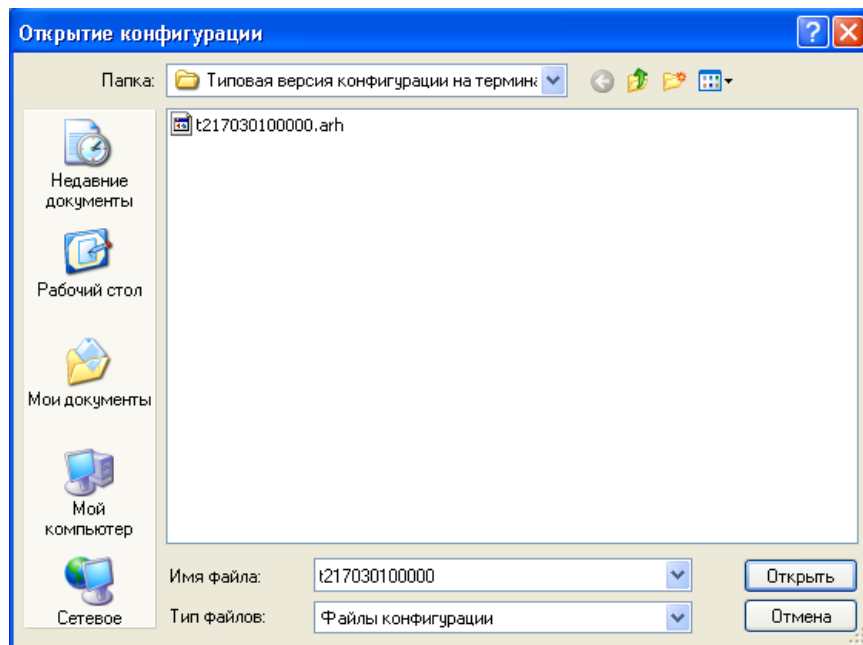 Открытие конфигурации
Папка:
Типовая версия конфигурации на термина
t217030100000.arh
Недавние
документы
Рабочий стол
Мои документы
Мой
компьютер
Сетевое
Имя файла:
t217030100000
Открыть
Тип файлов:
Файлы конфигурации
Отмена